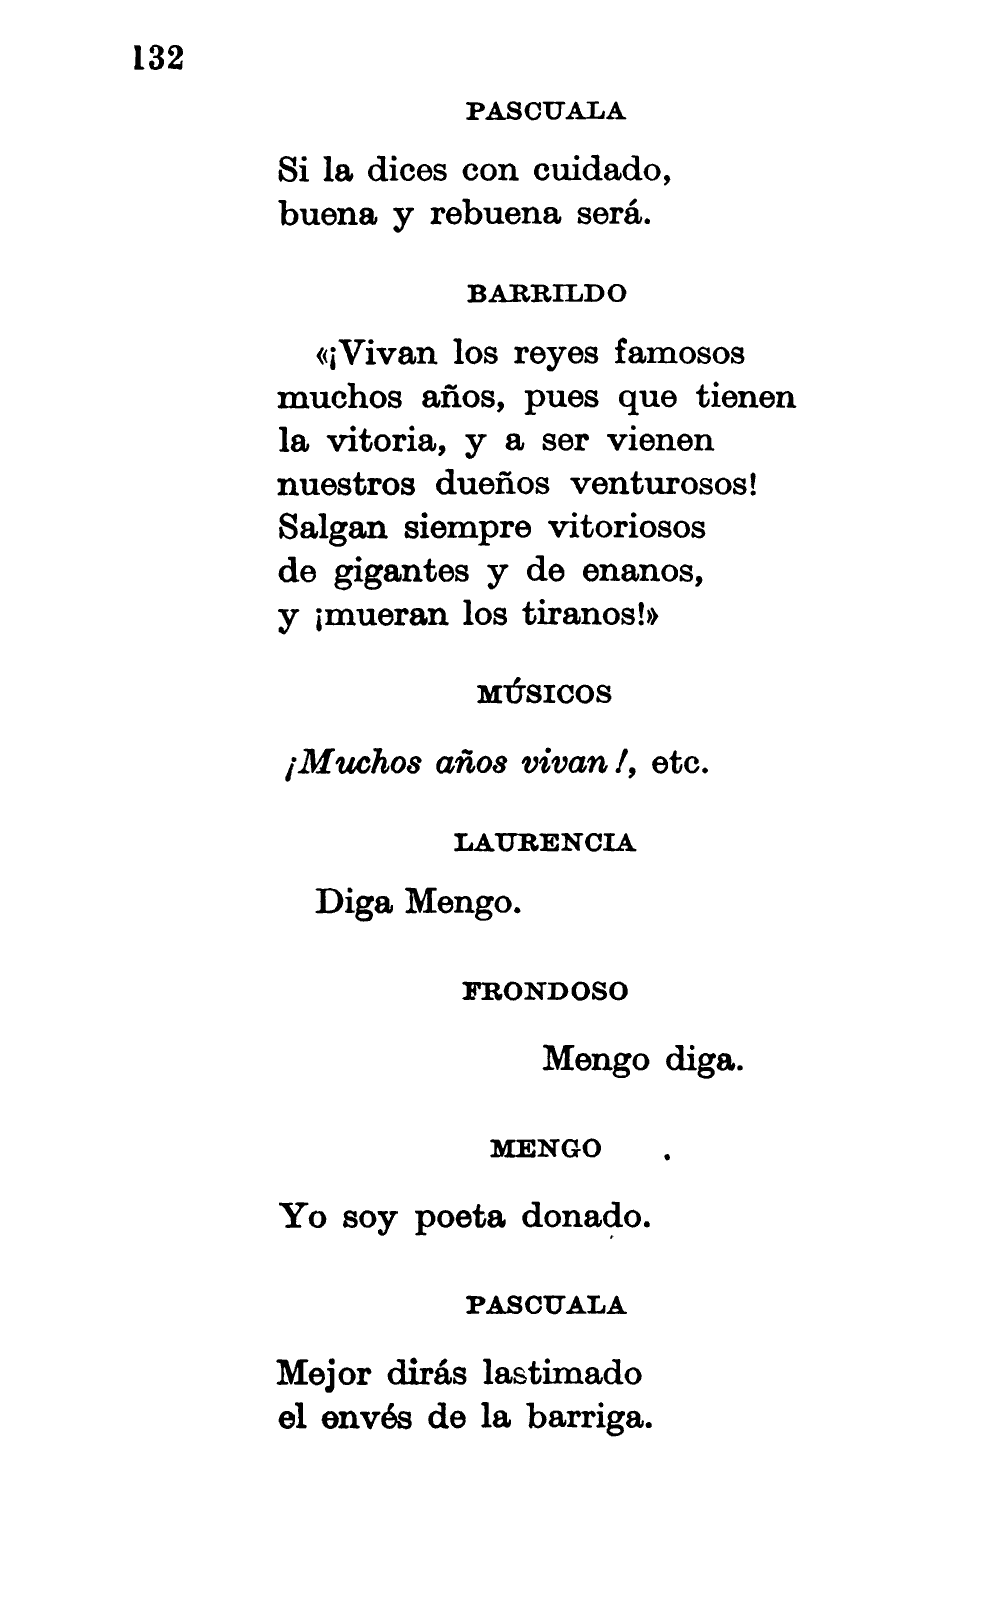 132
PASCUALA
Si la dices con cuidado,
buena y rebuena será.
BARRILDO
«¡Vivan los reyes famosos
muchos años, pues que tienen
la vitoria, y a ser vienen
nuestros dueños venturosos!
Salgan siempre vitoriosos
de gigantes y de enanos,
y ¡mueran los tiranos!»
MÚSICOS
¡Muchos años vivan!, etc.
LAURENCIA
Diga Mengo.
FRONDOSO
Mengo diga.
MENGO
Yo soy poeta donado.
PASCUALA
Mejor dirás lastimado
el envés de la barriga.